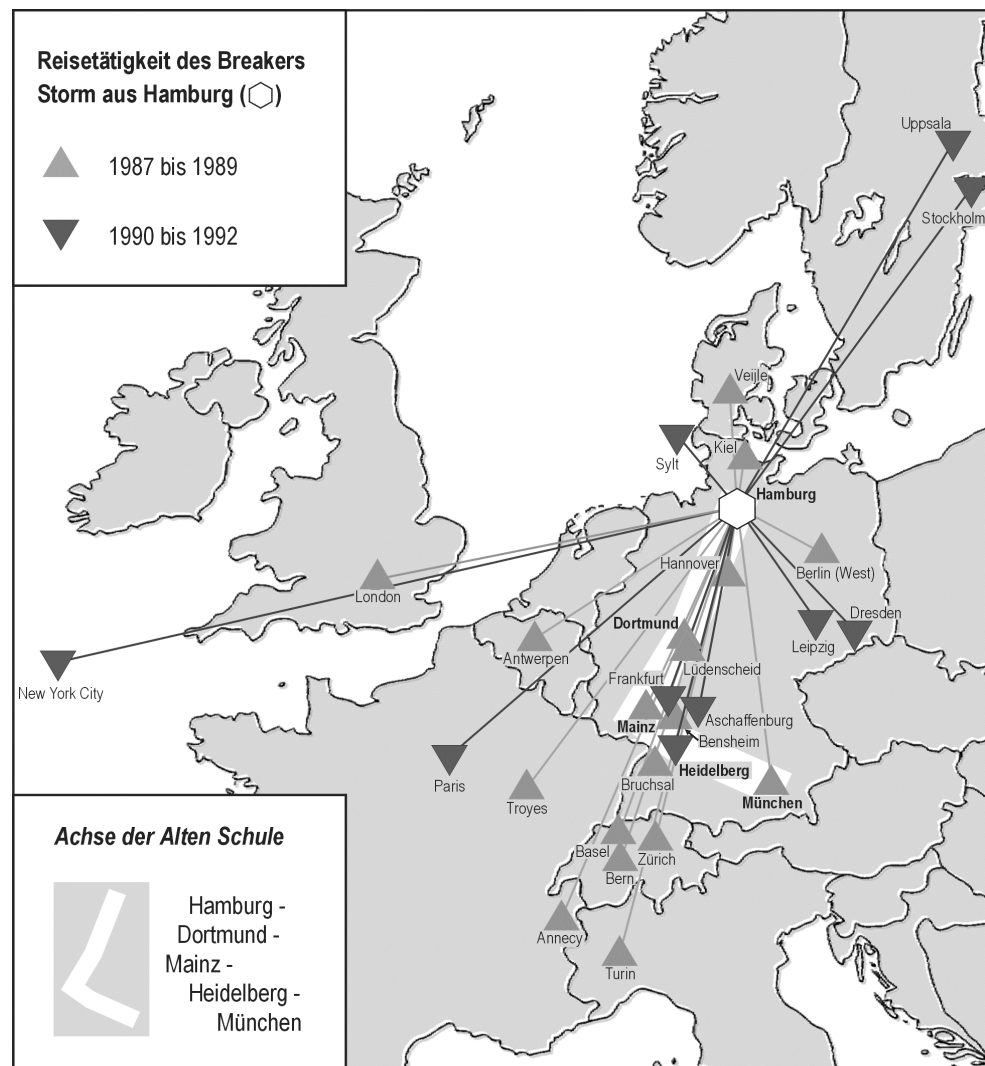 Reisetätigkeit des Breakers
Storm aus Hamburg ( )
1987 bis 1989
1990 bis 1992
Uppsala
Stockholm
Veijle
Kiel
Sylt
Hamburg
Hannover
Berlin (West)
London
Dortmund
Dresden
Leipzig
Antwerpen
Lüdenscheid
Frankfurt
New York City
Mainz
Aschaffenburg
Bensheim
Heidelberg
Paris
Bruchsal
Troyes
München
Basel
Zürich
Bern
Annecy
Turin
Achse der Alten Schule
Hamburg -
Dortmund -
Mainz -
Heidelberg -
München